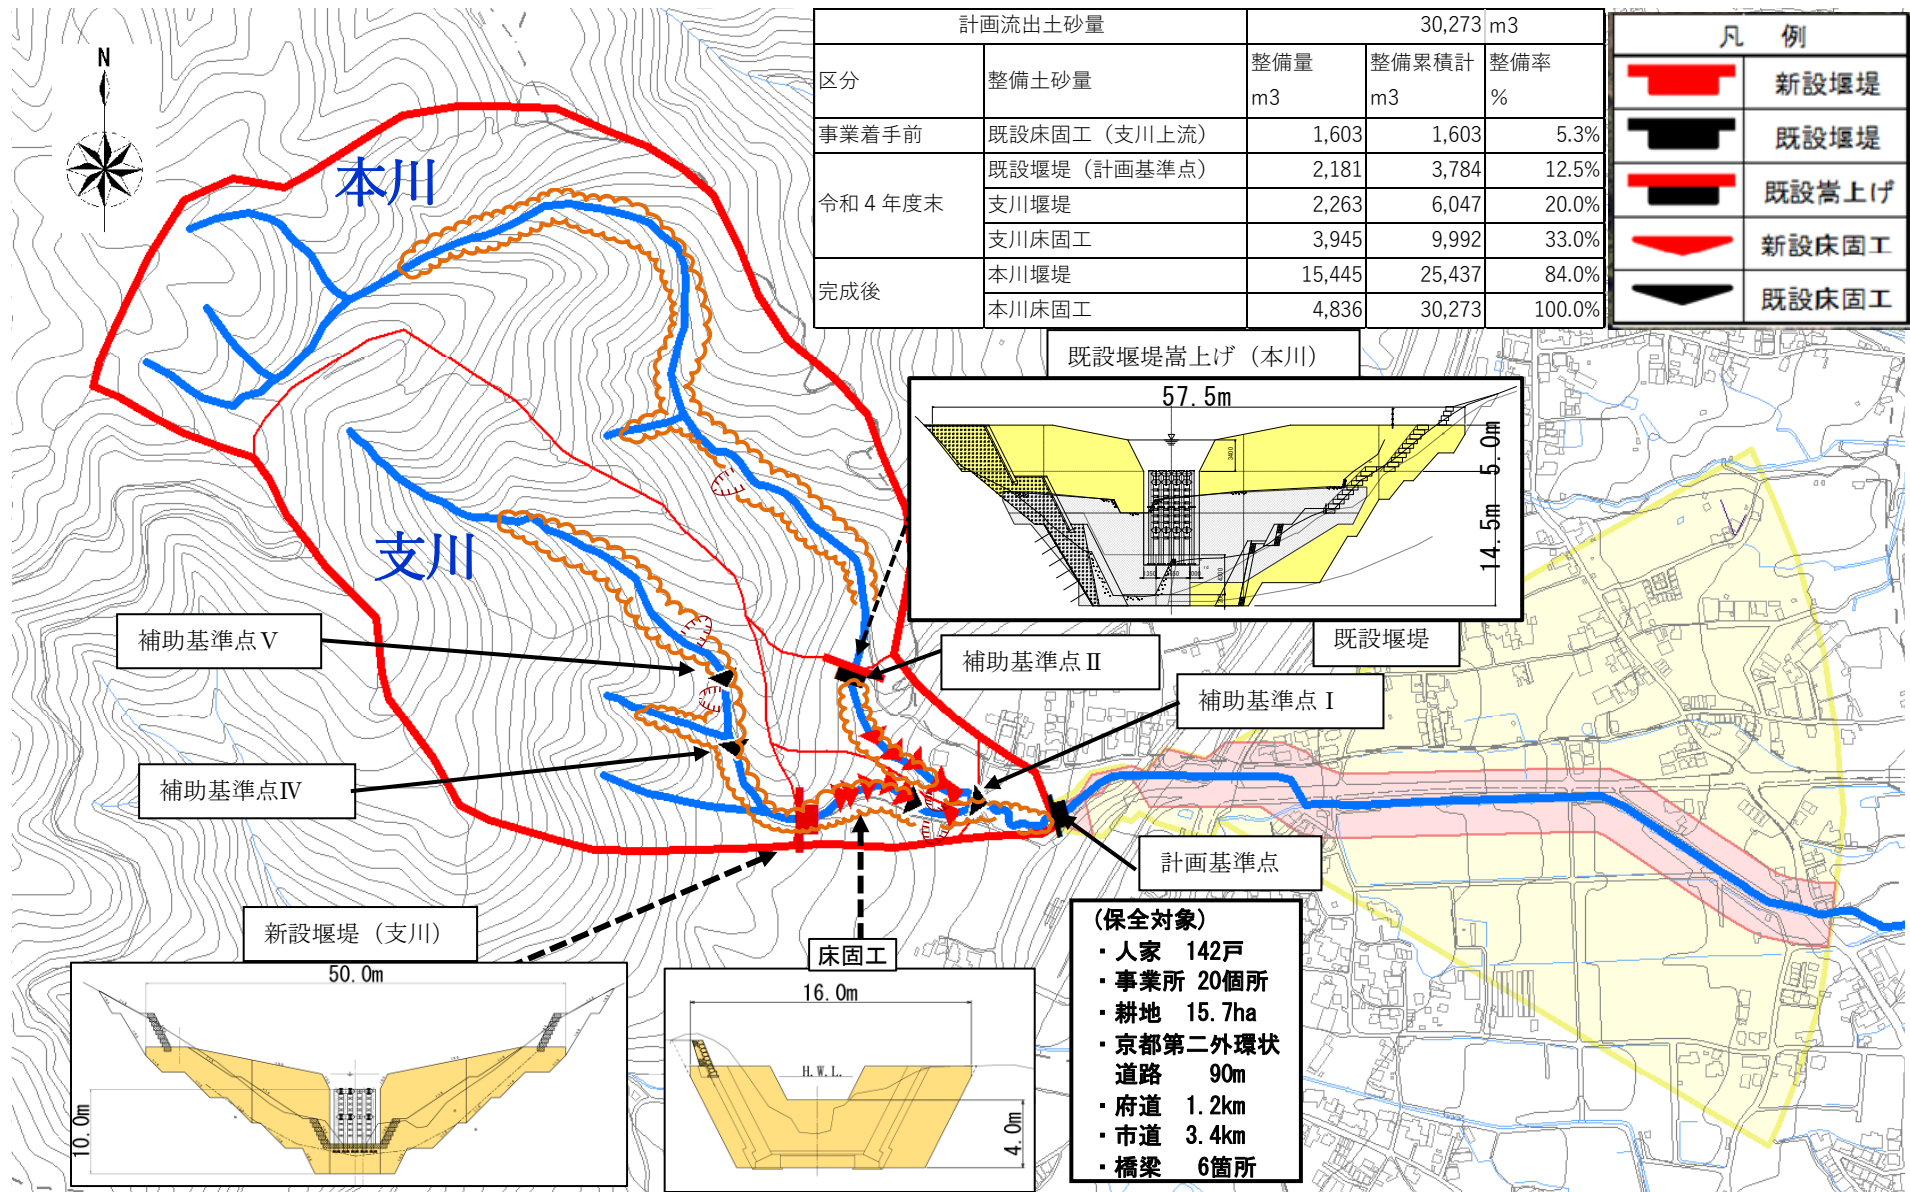 計画流出土砂量 30,273 m3
区分 整備土砂量 整備量 m3 整備累積計 m3 整備率 %
事業着手前 既設床固工（支川上流） 1,603 1,603 5.3%
令和４年度末 既設堰堤（計画基準点） 2,181 3,784 12.5%
支川堰堤 2,263 6,047 20.0%
支川床固工 3,945 9,992 33.0%
完成後 本川堰堤 15,445 25,437 84.0%
本川床固工 4,836 30,273 100.0%
凡 例
新設堰堤
既設堰堤
既設嵩上げ
新設床固工
既設床固工
N
本川
支川
既設堰堤嵩上げ（本川）
57.5m
5.0m
14.5m
既設堰堤
補助基準点Ⅴ
補助基準点Ⅱ
補助基準点Ⅰ
補助基準点Ⅳ
計画基準点
新設堰堤（支川）
50.0m
10.0m
床固工
16.0m
H.W.L.
4.0m
(保全対象)
・人家 142戸
・事業所 20個所
・耕地 15.7ha
・京都第二外環状
道路 90m
・府道 1.2km
・市道 3.4km
・橋梁 6箇所